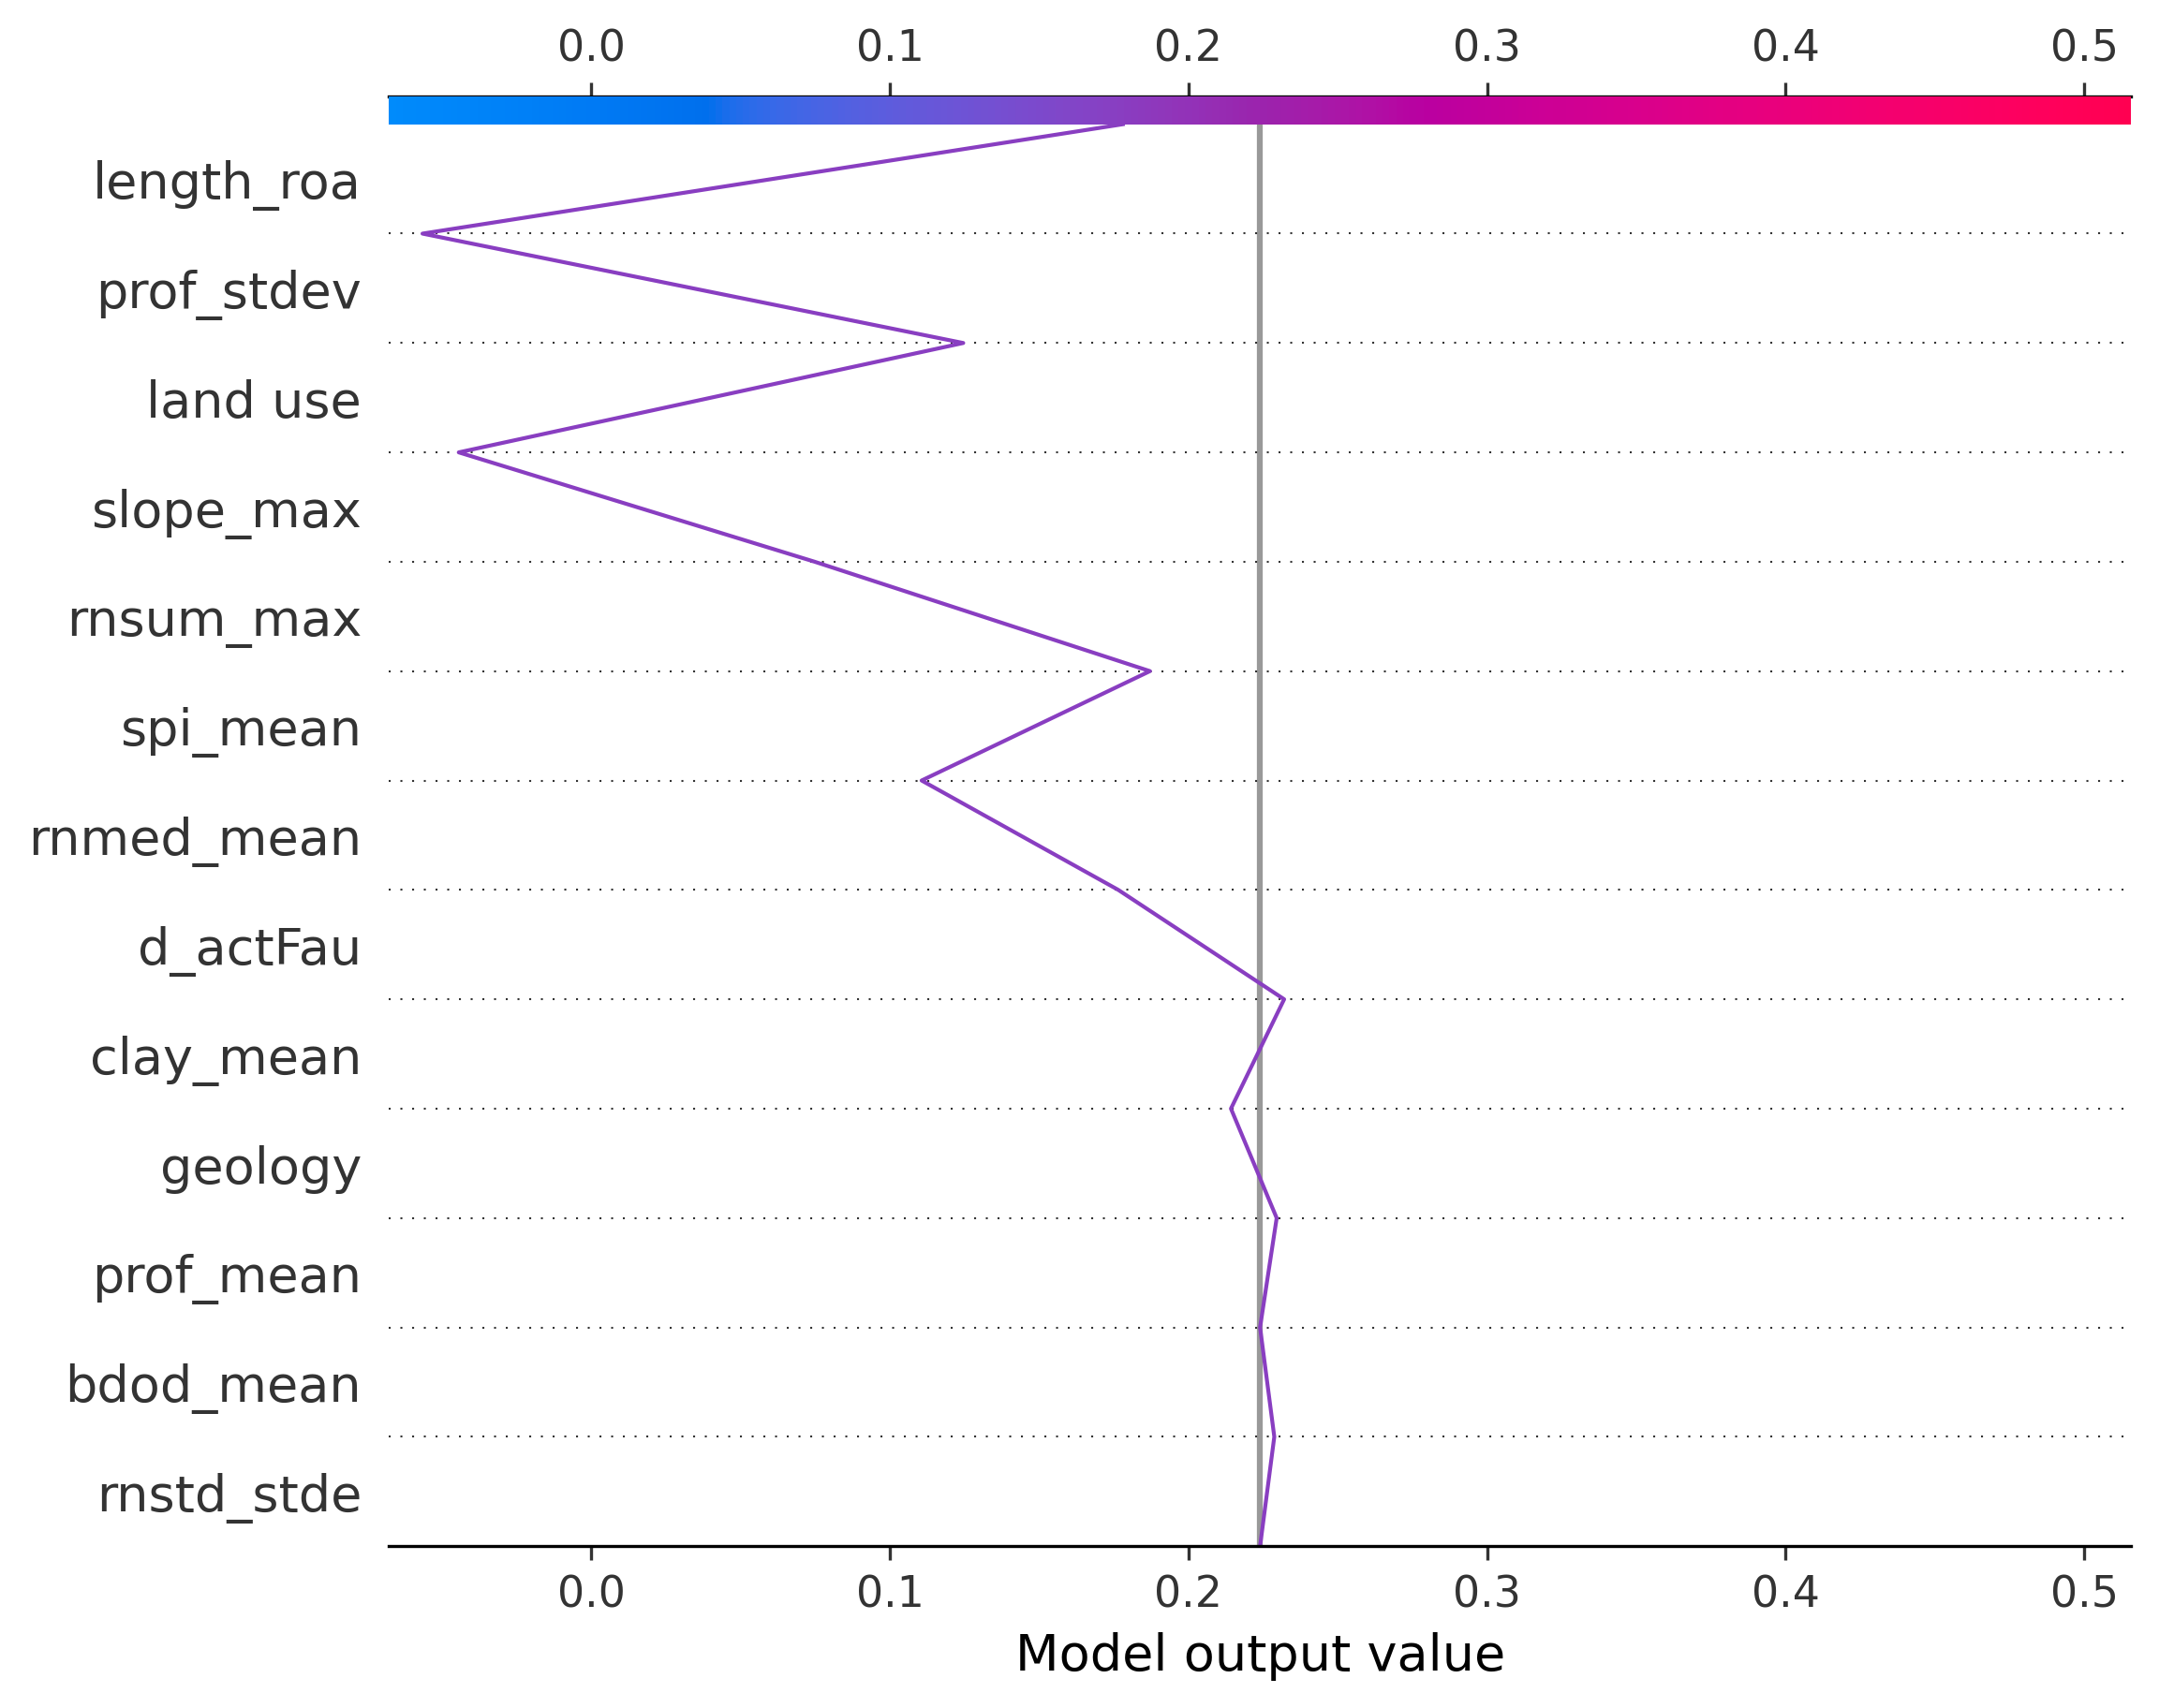 0.0 0.1 0.2 0.3 0.4 0.5
length_roa
prof_stdev
land use
slope_max
rnsum_max
spi_mean
rnmed_mean
d_actFau
clay_mean
geology
prof_mean
bdod_mean
rnstd_stde
0.0 0.1 0.2 0.3 0.4 0.5
Model output value